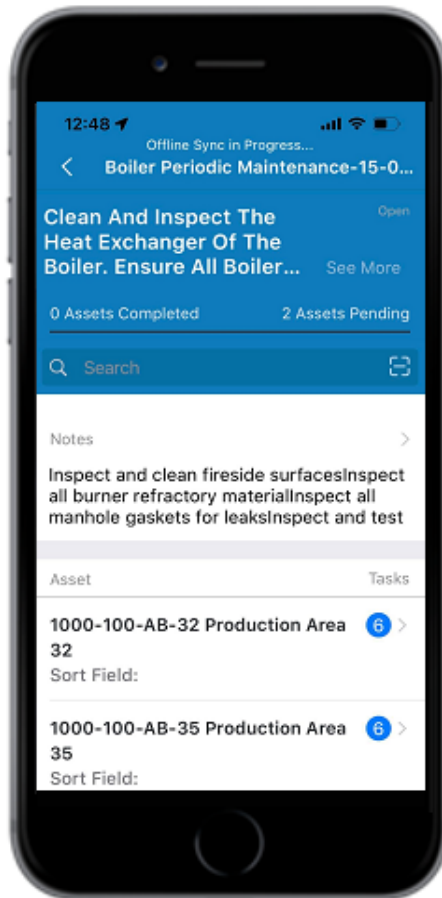 12:48
Offline Sync in Progress...
Boiler Periodic Maintenance-15-0...
Clean And Inspect The
Open
Heat Exchanger Of The
Boiler. Ensure All Boiler...
See More
0 Assets Completed
2 Assets Pending
Search
Notes
Inspect and clean fireside surfacesInspect
all burner refractory materialInspect all
manhole gaskets for leaksInspect and test
Asset
Tasks
1000-100-AB-32 Production Area
6
32
Sort Field:
1000-100-AB-35 Production Area
6
35
Sort Field: